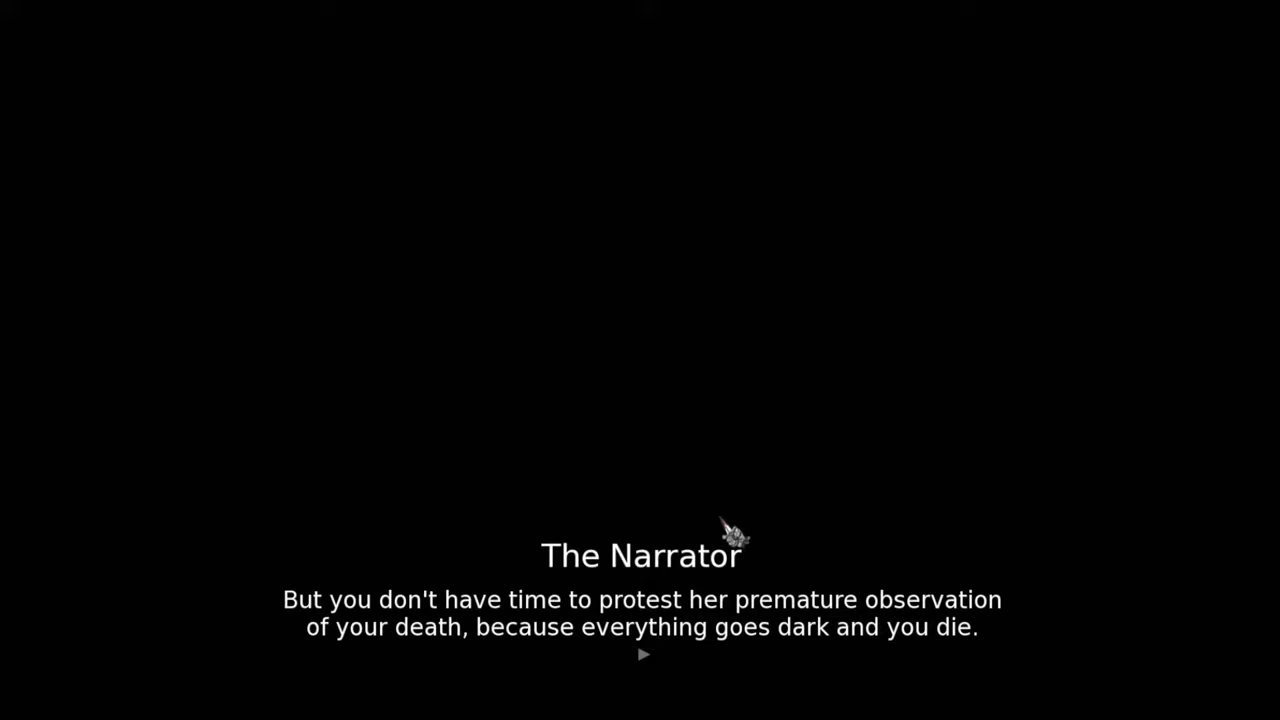 The Narrator
But you don't have time to protest her premature observation
of your death, because everything goes dark and you die.